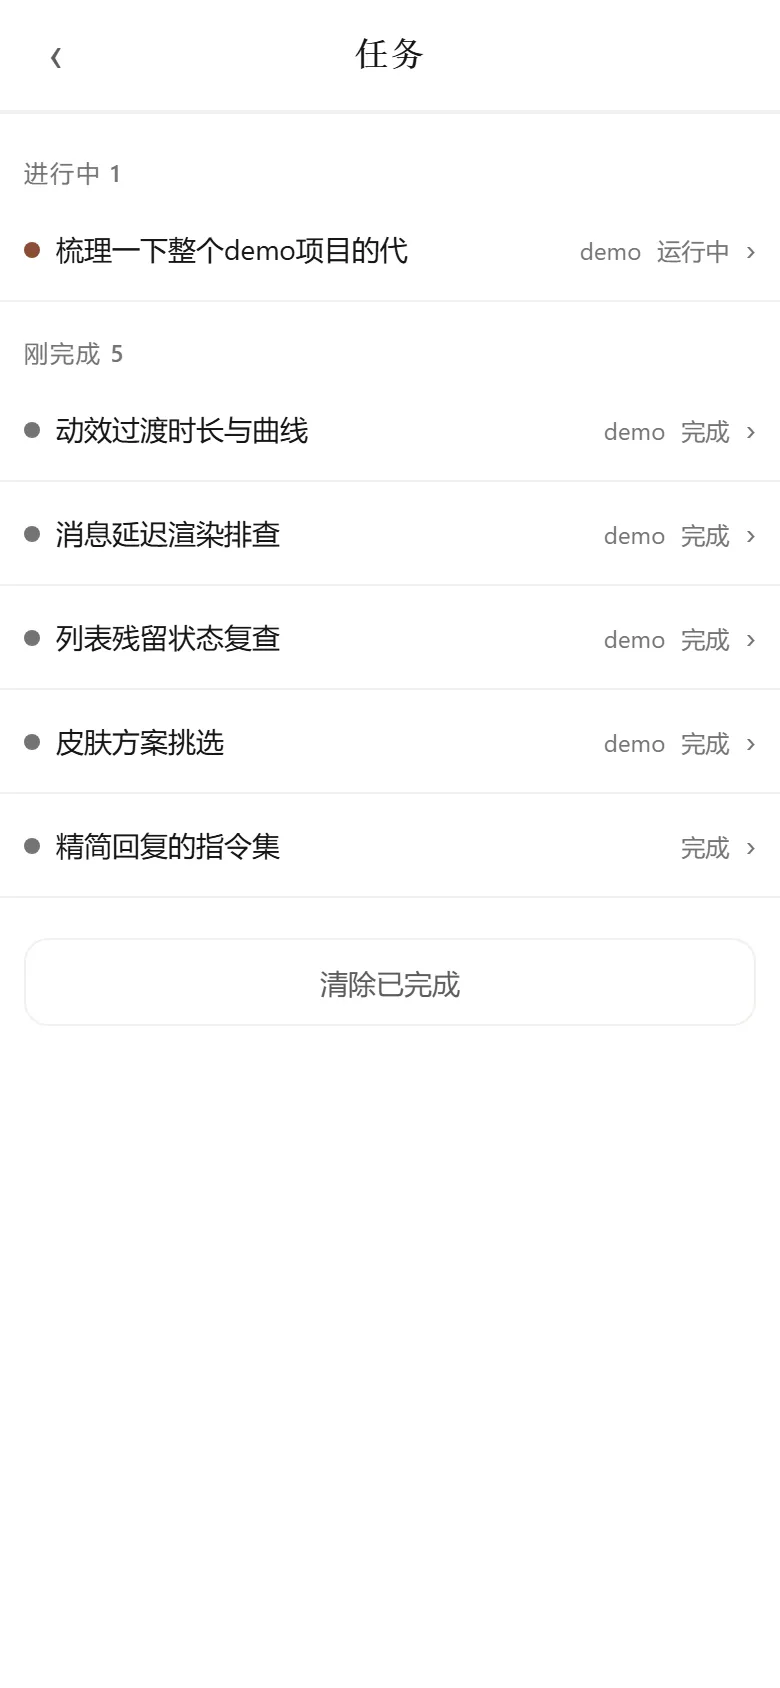 任务
进行中 1
梳理一下整个demo项目的代 demo 运行中
刚完成 5
动效过渡时长与曲线 demo 完成
消息延迟渲染排查 demo 完成
列表残留状态复查 demo 完成
皮肤方案挑选 demo 完成
精简回复的指令集 完成
清除已完成